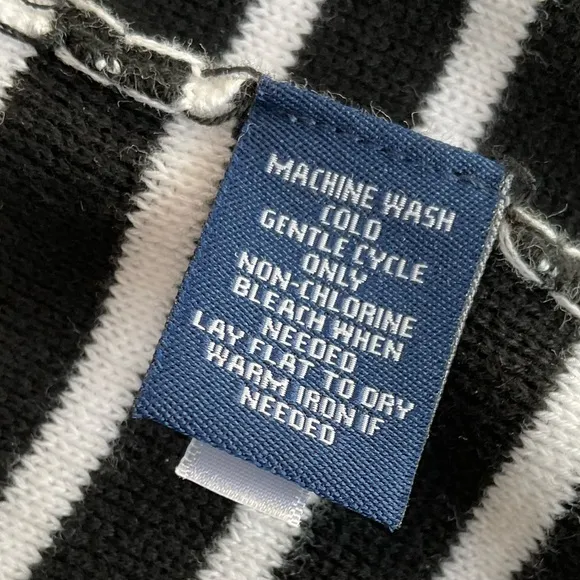 MACHINE WASH
COLD
GENTLE CYCLE
ONLY
NON-CHLORINE
BLEACH WHEN
NEEDED
LAY FLAT TO DRY
WARM IRON IF
NEEDED